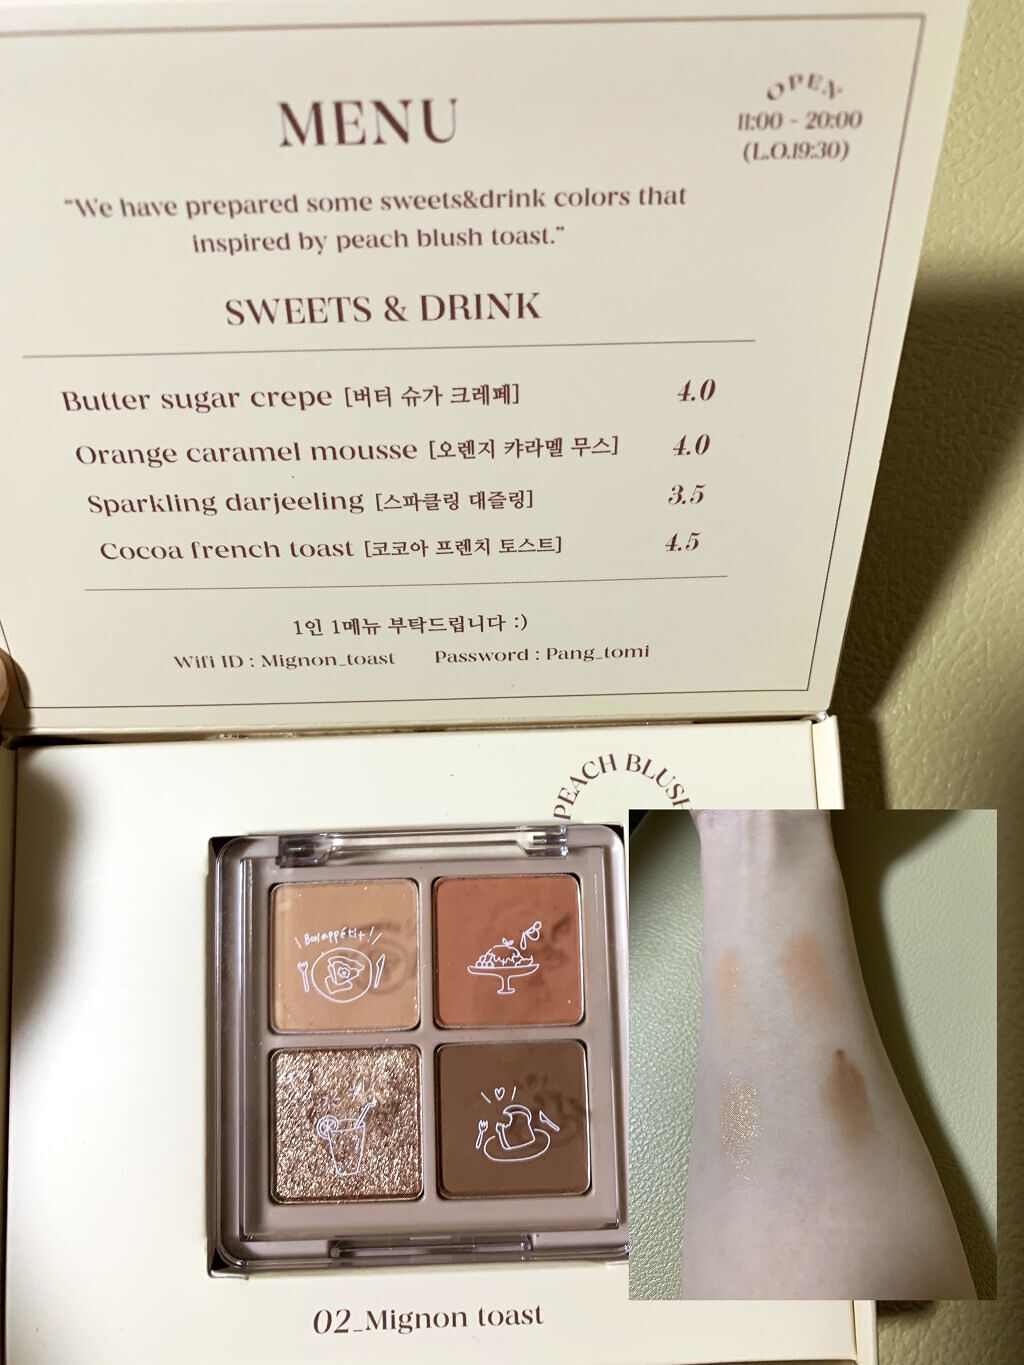 MENU
OPEN
11:00 - 20:00
(L.O.19:30)
"We have prepared some sweets&drink colors that
inspired by peach blush toast."
SWEETS & DRINK
Butter sugar crepe [버터 슈가 크레페] 4.0
Orange caramel mousse [오렌지 캬라멜 무스] 4.0
Sparkling darjeeling [스파클링 대즐링] 3.5
Cocoa french toast [코코아 프렌치 토스트] 4.5
1인 1메뉴 부탁드립니다 :)
Wifi ID : Mignon_toast Password : Pang_tomi
PEACH BLUSH
\ Bon appétit! /
02_Mignon toast